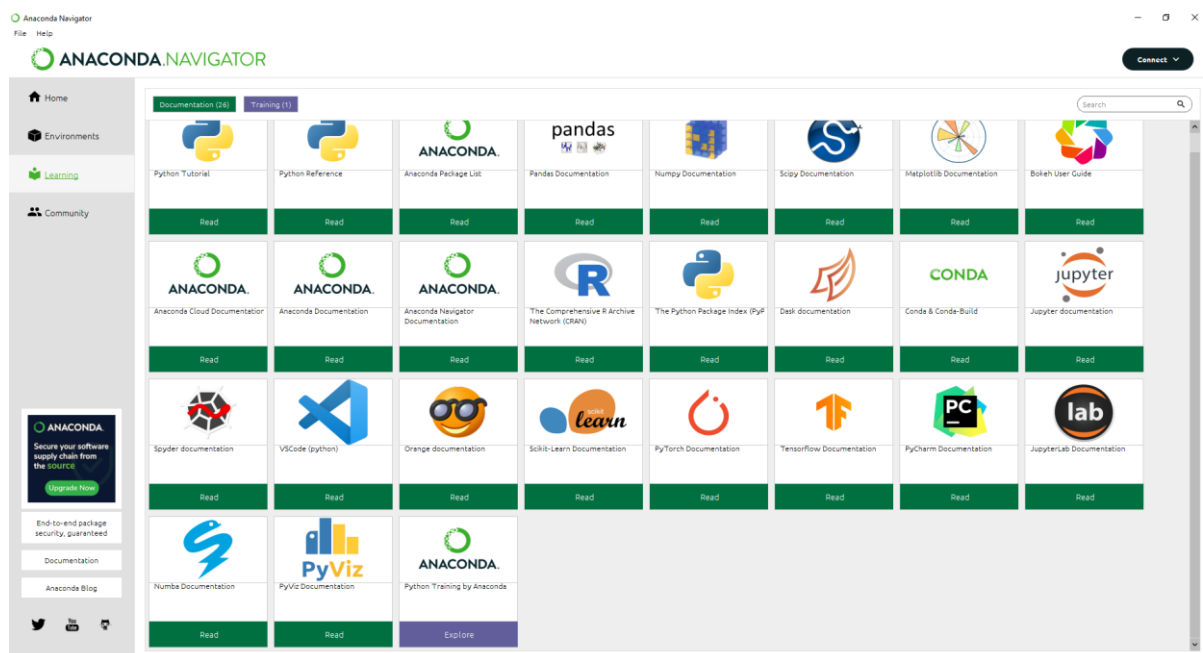 Anaconda Navigator
File Help
ANACONDA.NAVIGATOR
Connect
Home
Environments
Learning
Community
ANACONDA.
Secure your software
supply chain from
the source
Upgrade Now
End-to-end package
security, guaranteed
Documentation
Anaconda Blog
You
Tube
Documentation (26) Training (1)
Search
ANACONDA.
pandas
Python Tutorial
Python Reference
Anaconda Package List
Pandas Documentation
Numpy Documentation
Scipy Documentation
Matplotlib Documentation
Bokeh User Guide
Read Read Read Read Read Read Read Read
ANACONDA. ANACONDA. ANACONDA. R CONDA jupyter
Anaconda Cloud Documentation
Anaconda Documentation
Anaconda Navigator
Documentation
The Comprehensive R Archive
Network (CRAN)
The Python Package Index (PyP
Dask documentation
Conda & Conda-Build
Jupyter documentation
Read Read Read Read Read Read Read Read
scikit
learn
PC
lab
Spyder documentation
VSCode (python)
Orange documentation
Scikit-Learn Documentation
PyTorch Documentation
Tensorflow Documentation
PyCharm Documentation
JupyterLab Documentation
Read Read Read Read Read Read Read Read
PyViz
ANACONDA.
Numba Documentation
PyViz Documentation
Python Training by Anaconda
Read Read Explore